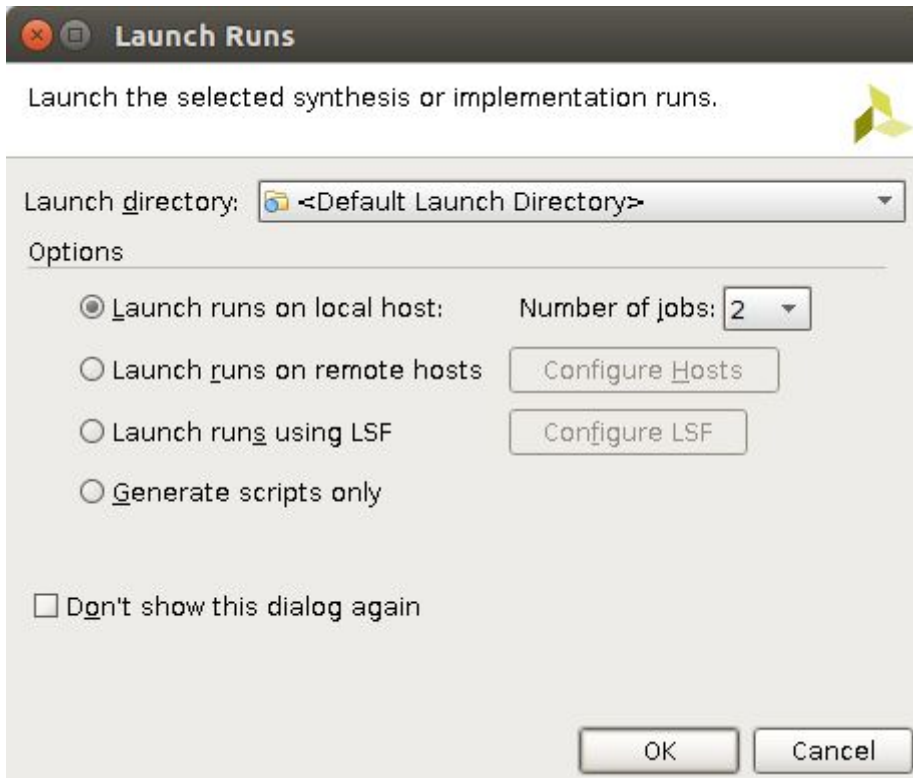 Launch Runs
Launch the selected synthesis or implementation runs.
Launch directory: <Default Launch Directory>
Options
Launch runs on local host: Number of jobs: 2
Launch runs on remote hosts Configure Hosts
Launch runs using LSF Configure LSF
Generate scripts only
Don't show this dialog again
OK Cancel